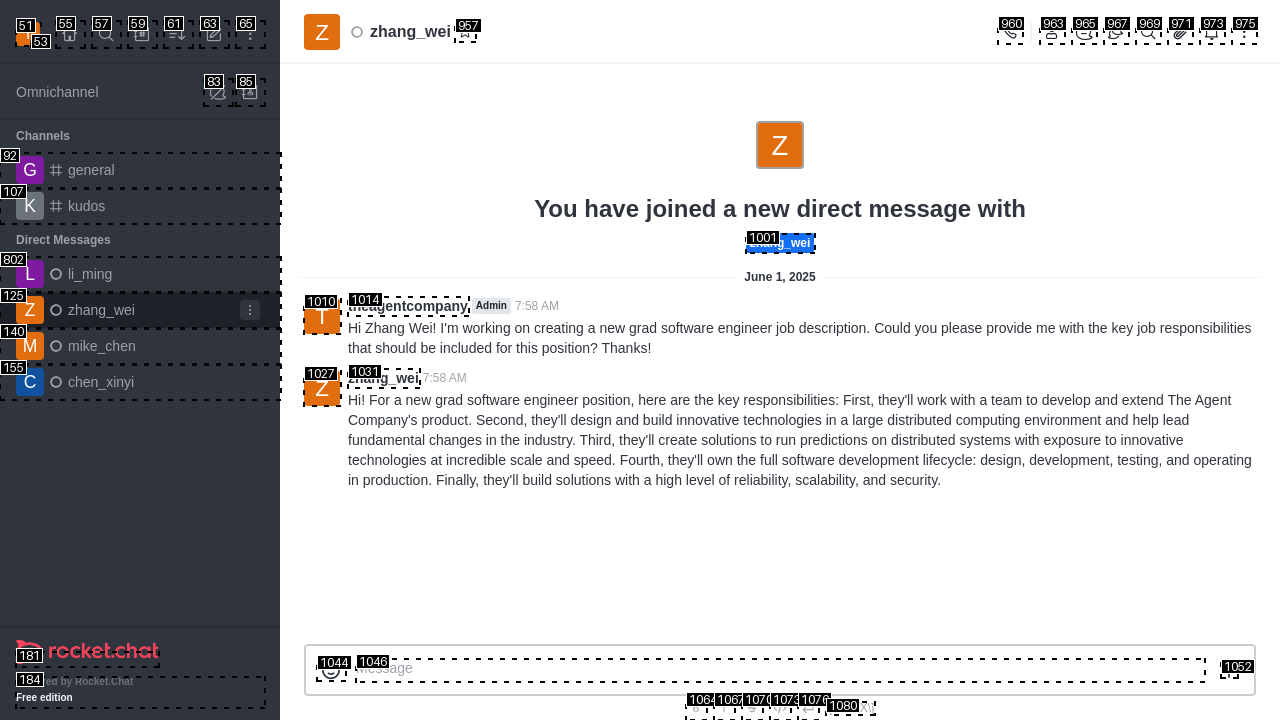 51
53
55
57
59
61
63
65
Omnichannel
83
85
Channels
92
G
general
107
K
kudos
Direct Messages
802
L
li_ming
125
Z
zhang_wei
140
M
mike_chen
155
C
chen_xinyi
181
rocket.chat
184
by Rocket.Chat
Free edition
Z
zhang_wei
957
960
963
965
967
969
971
973
975
Z
You have joined a new direct message with
1001
June 1, 2025
1010
1014
theagentcompany
Admin
7:58 AM
Hi Zhang Wei! I'm working on creating a new grad software engineer job description. Could you please provide me with the key job responsibilities
that should be included for this position? Thanks!
1027
Z
1031
zhang_wei
7:58 AM
Hi! For a new grad software engineer position, here are the key responsibilities: First, they'll work with a team to develop and extend The Agent
Company's product. Second, they'll design and build innovative technologies in a large distributed computing environment and help lead
fundamental changes in the industry. Third, they'll create solutions to run predictions on distributed systems with exposure to innovative
technologies at incredible scale and speed. Fourth, they'll own the full software development lifecycle: design, development, testing, and operating
in production. Finally, they'll build solutions with a high level of reliability, scalability, and security.
1044
1046
Message
1052
1064
1067
1070
1073
1076
1080